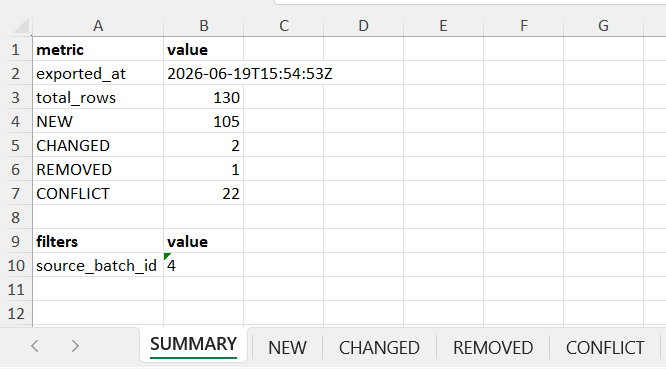 A B C D E F G
1 metric value
2 exported_at 2026-06-19T15:54:53Z
3 total_rows 130
4 NEW 105
5 CHANGED 2
6 REMOVED 1
7 CONFLICT 22
8
9 filters value
10 source_batch_id 4
11
12
SUMMARY NEW CHANGED REMOVED CONFLICT